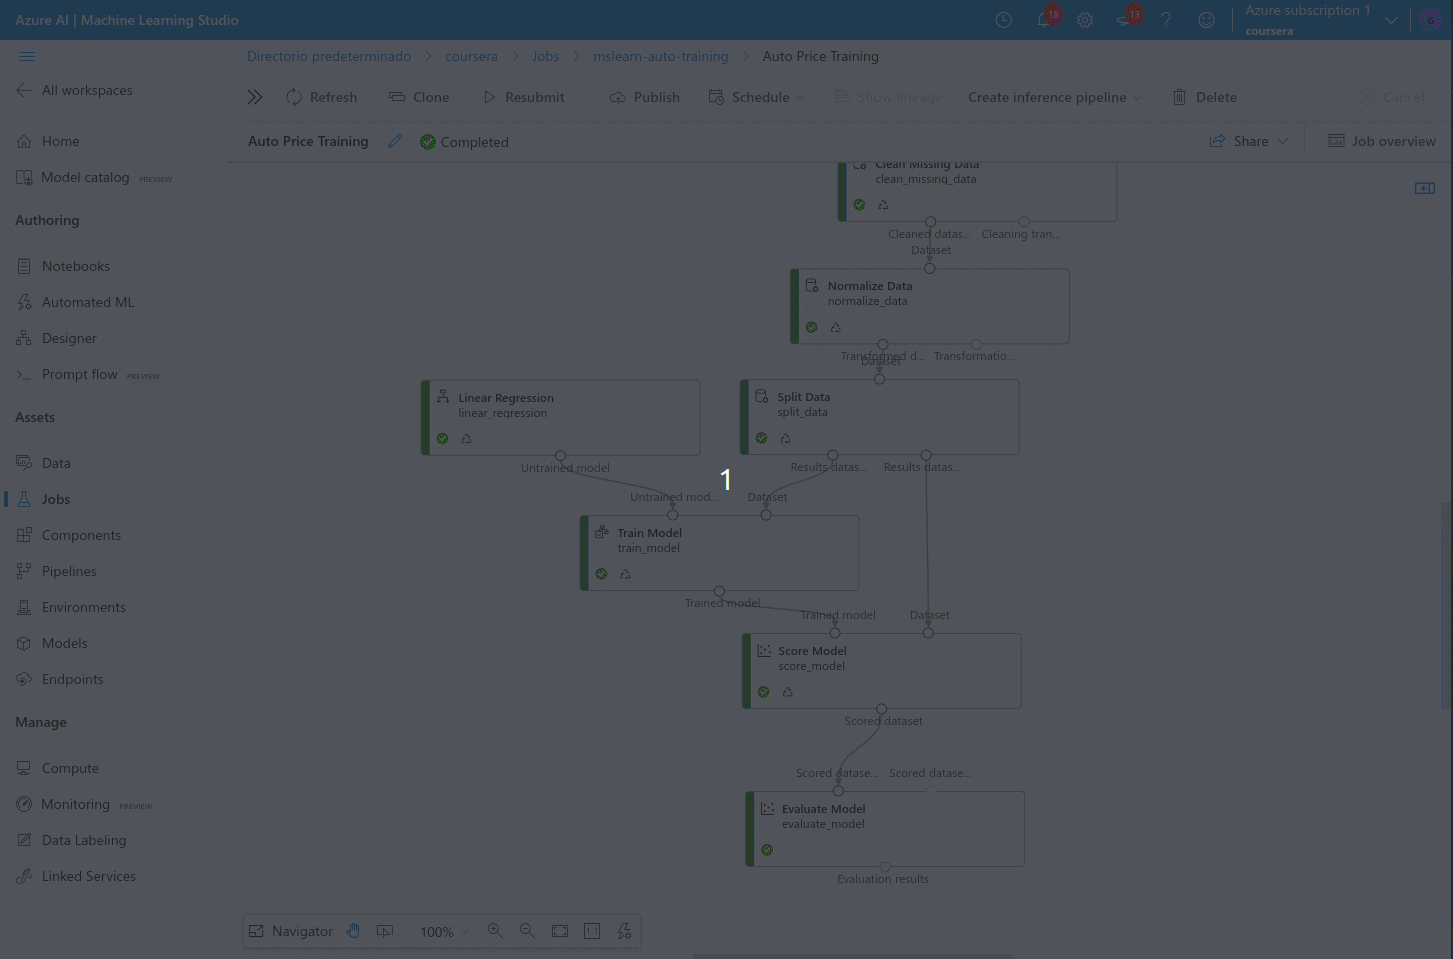 Azure AI | Machine Learning Studio
18
13
Azure subscription 1
coursera
G
All workspaces
Home
Model catalog PREVIEW
Authoring
Notebooks
Automated ML
Designer
Prompt flow PREVIEW
Assets
Data
Jobs
Components
Pipelines
Environments
Models
Endpoints
Manage
Compute
Monitoring PREVIEW
Data Labeling
Linked Services
Directorio predeterminado > coursera > Jobs > mslearn-auto-training > Auto Price Training
Refresh
Clone
Resubmit
Publish
Schedule
Show lineage
Create inference pipeline
Delete
Cancel
Auto Price Training
Completed
Share
Job overview
Clean Missing Data
clean_missing_data
Cleaned datas...
Cleaning tran...
Dataset
Normalize Data
normalize_data
Transformed d...
Transformatio...
Dataset
Linear Regression
linear_regression
Untrained model
Split Data
split_data
Results datas...
Results datas...
1
Untrained mod...
Dataset
Train Model
train_model
Trained model
Trained model
Dataset
Score Model
score_model
Scored dataset
Scored datase...
Scored datase...
Evaluate Model
evaluate_model
Evaluation results
Navigator
100%
1:1